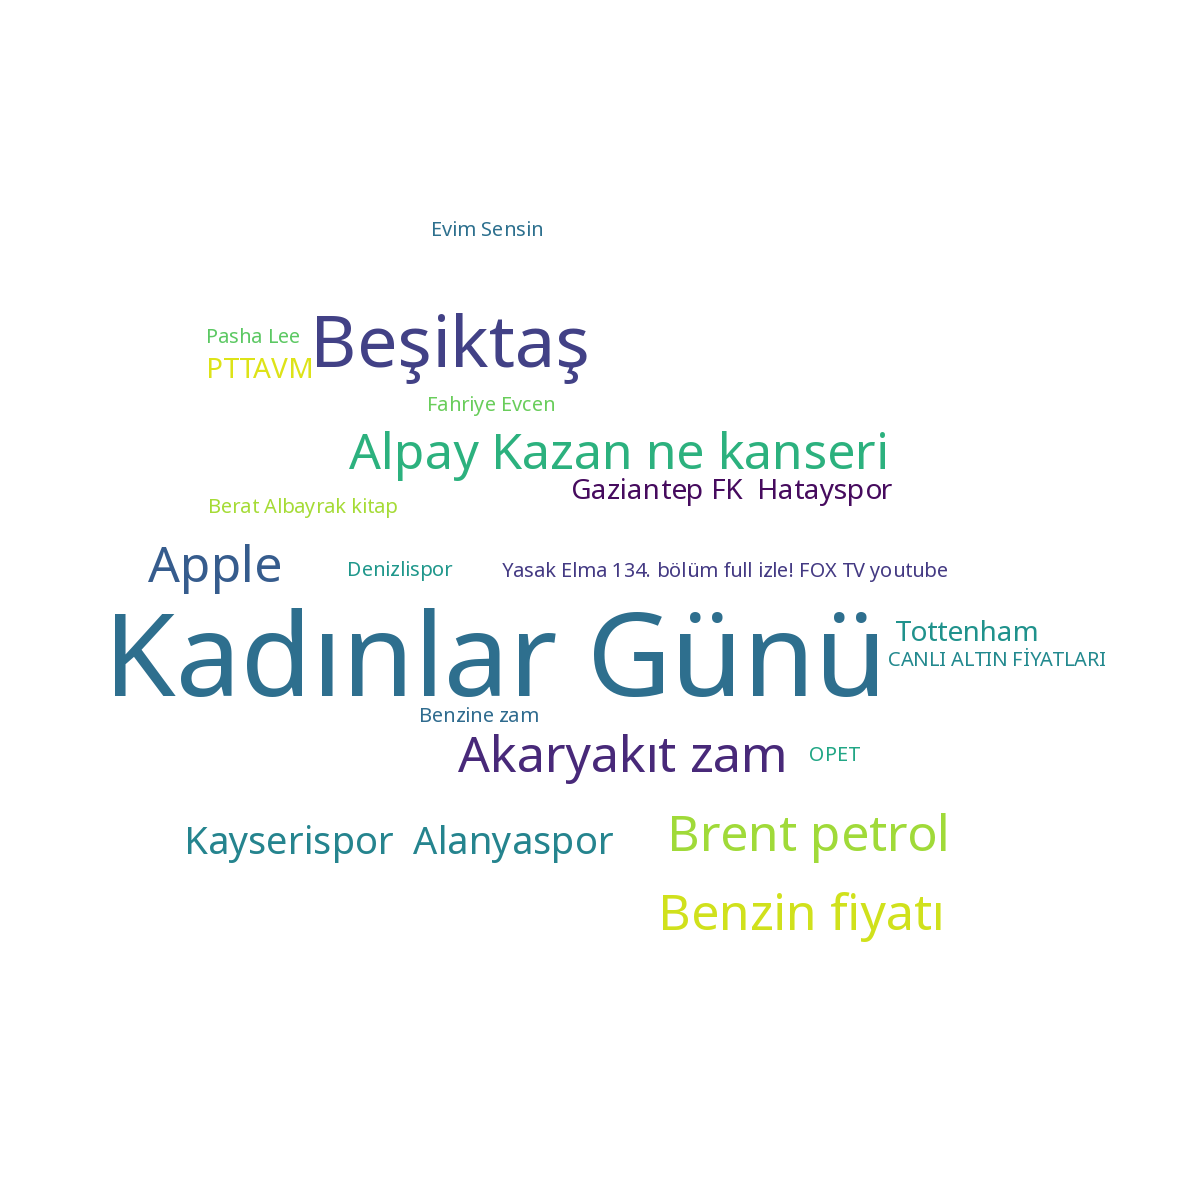 Evim Sensin
Pasha Lee
Beşiktaş
PTTAVM
Fahriye Evcen
Alpay Kazan ne kanseri
Gaziantep FK  Hatayspor
Berat Albayrak kitap
Apple
Denizlispor
Yasak Elma 134. bölüm full izle! FOX TV youtube
Kadınlar Günü
Tottenham
CANLI ALTIN FİYATLARI
Benzine zam
Akaryakıt zam
OPET
Kayserispor  Alanyaspor
Brent petrol
Benzin fiyatı